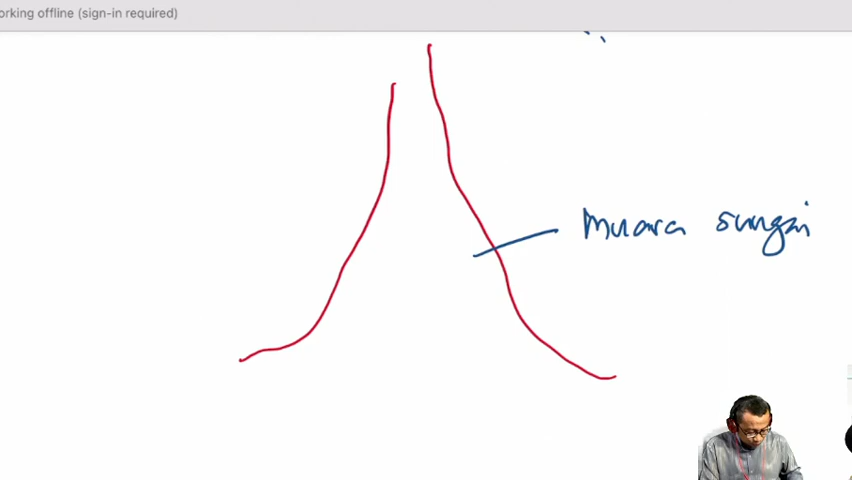 orking offline (sign-in required)
Muara sungai